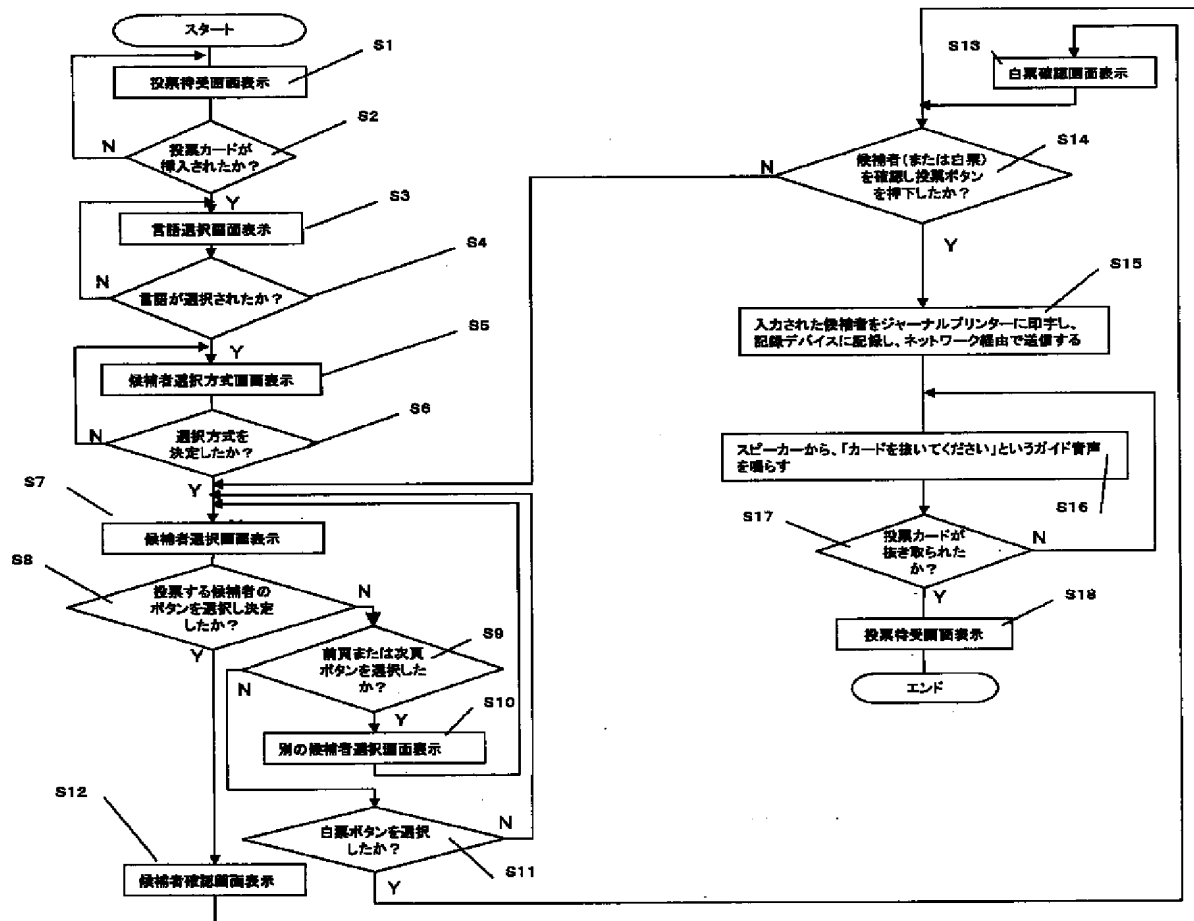 スタート
S1
投票待受画面表示
S2
N
投票カードが
挿入されたか？
Y
S3
言語選択画面表示
S4
N
言語が選択されたか？
S5
Y
候補者選択方式画面表示
S6
N
選択方式を
決定したか？
S7
Y
候補者選択画面表示
S8
投票する候補者の
ボタンを選択し決定
したか？
N
Y
S9
前頁または次頁
ボタンを選択した
か？
N
Y
S10
別の候補者選択画面表示
S12
白票ボタンを選択
したか？
N
S11
Y
候補者確認画面表示
S13
白票確認画面表示
S14
N
候補者（または白票）
を確認し投票ボタン
を押下したか？
Y
S15
入力された候補者をジャーナルプリンターに印字し、
記録デバイスに記録し、ネットワーク経由で送信する
スピーカーから、「カードを抜いてください」というガイド音声
を鳴らす
S16
S17
投票カードが
抜き取られた
か？
N
Y
S18
投票待受画面表示
エンド